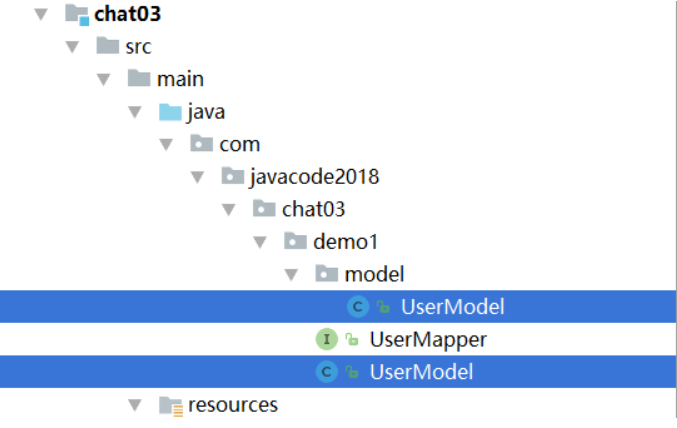 chat03
src
main
java
com
javacode2018
chat03
demo1
model
UserModel
UserMapper
UserModel
resources